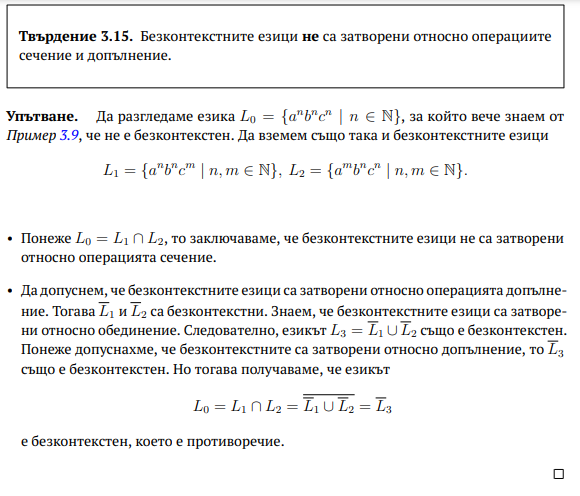 Твърдение 3.15. Безконтекстните езици не са затворени относно операциите
сечение и допълнение.
Упътване. Да разгледаме езика L₀ = {aⁿbⁿcⁿ | n ∈ ℕ}, за който вече знаем от
Пример 3.9, че не е безконтекстен. Да вземем също така и безконтекстните езици
L₁ = {aⁿbⁿcᵐ | n, m ∈ ℕ}, L₂ = {aᵐbⁿcⁿ | n, m ∈ ℕ}.
• Понеже L₀ = L₁ ∩ L₂, то заключаваме, че безконтекстните езици не са затворени
относно операцията сечение.
• Да допуснем, че безконтекстните езици са затворени относно операцията допълне-
ние. Тогава L̅₁ и L̅₂ са безконтекстни. Знаем, че безконтекстните езици са затворе-
ни относно обединение. Следователно, езикът L₃ = L̅₁ ∪ L̅₂ също е безконтекстен.
Понеже допуснахме, че безконтекстните са затворени относно допълнение, то L̅₃
също е безконтекстен. Но тогава получаваме, че езикът
L₀ = L₁ ∩ L₂ = \overline{L̅₁ ∪ L̅₂} = L̅₃
е безконтекстен, което е противоречие.
□